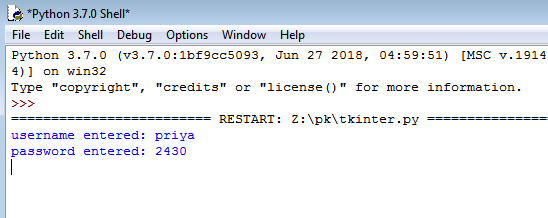 *Python 3.7.0 Shell*
File Edit Shell Debug Options Window Help
Python 3.7.0 (v3.7.0:1bf9cc5093, Jun 27 2018, 04:59:51) [MSC v.1914
4)] on win32
Type "copyright", "credits" or "license()" for more information.
>>>
========================== RESTART: Z:\pk\tkinter.py ===============
username entered: priya
password entered: 2430